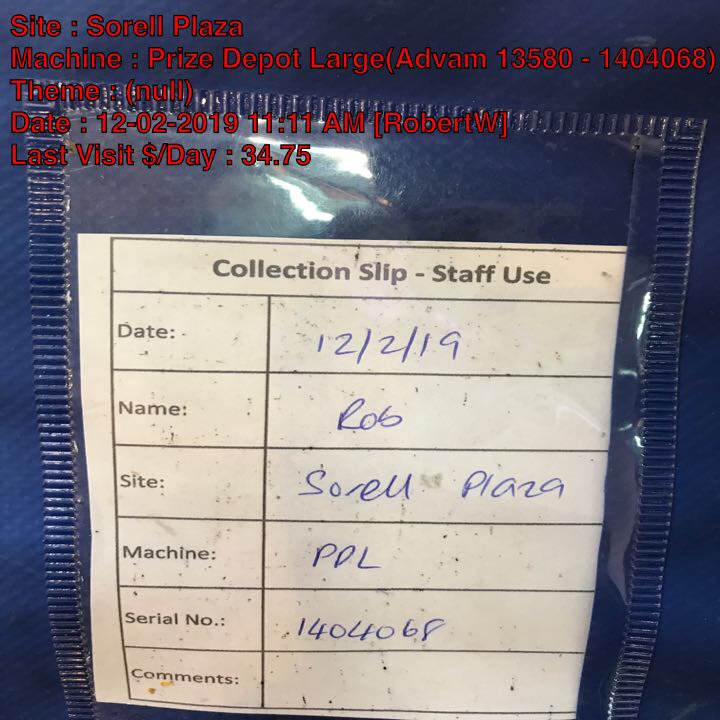 Site : Sorell Plaza
Machine : Prize Depot Large(Advam 13580 - 1404068)
Theme : (null)
Date : 12-02-2019 11:11 AM [RobertW]
Last Visit $/Day : 34.75
Collection Slip - Staff Use
Date: 12/2/19
Name: Rob
Site: Sorell Plaza
Machine: PDL
Serial No.: 1404068
Comments: